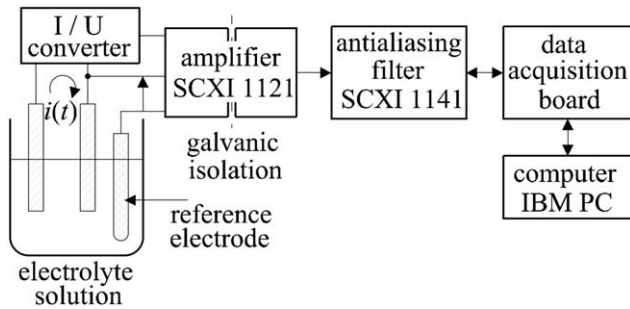 I / U
converter
i(t)
amplifier
SCXI 1121
galvanic
isolation
antialiasing
filter
SCXI 1141
data
acquisition
board
computer
IBM PC
reference
electrode
electrolyte
solution